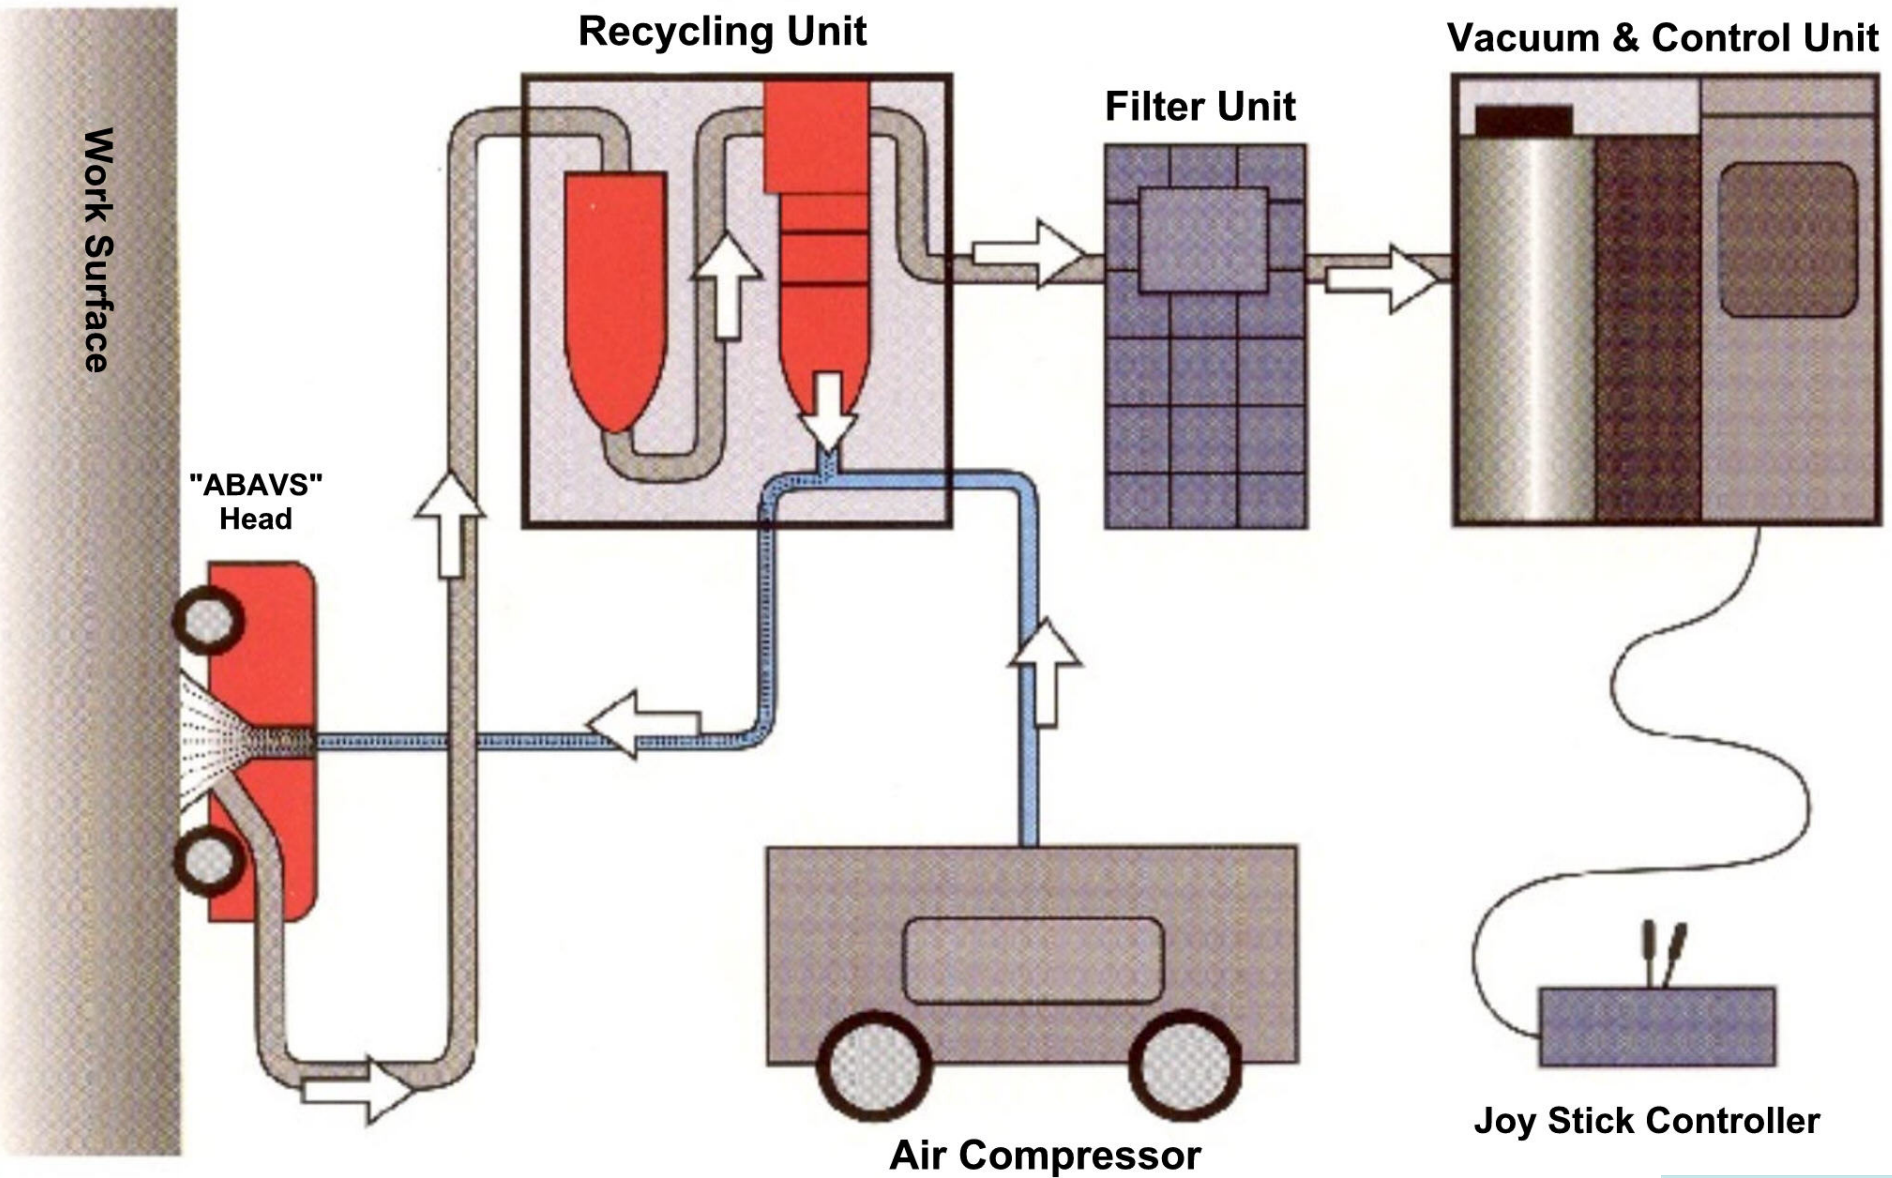 Recycling Unit
Vacuum & Control Unit
Filter Unit
Work Surface
"ABAVS"
Head
Air Compressor
Joy Stick Controller